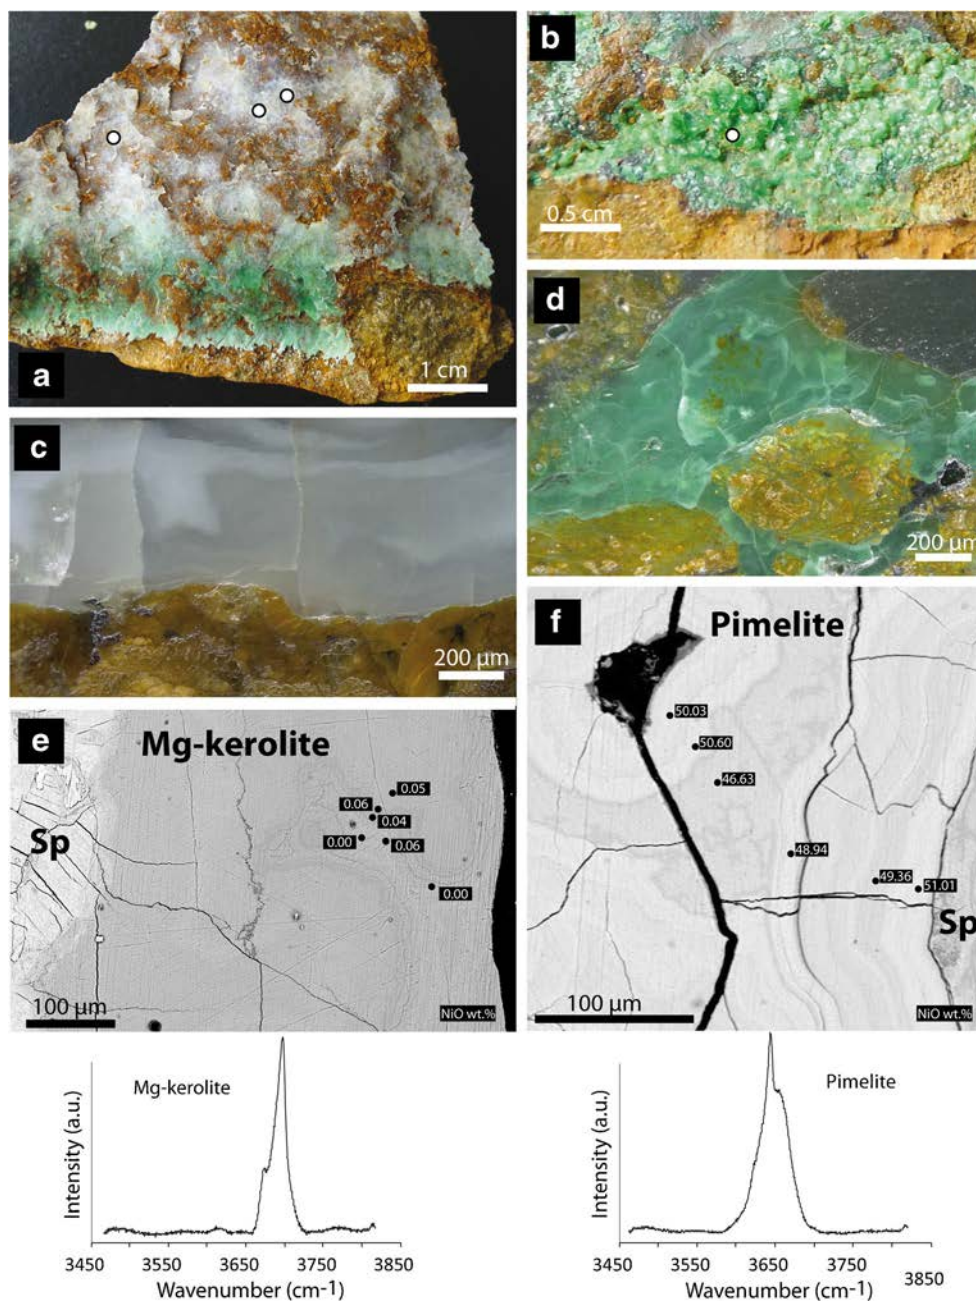 a
1 cm
b
0.5 cm
c
200 µm
d
200 µm
e
Mg-kerolite
Sp
0.05
0.06
0.04
0.00
0.06
0.00
100 µm
NiO wt.%
f
Pimelite
50.03
50.60
46.63
48.94
49.36
51.01
Sp
100 µm
NiO wt.%
Mg-kerolite
Intensity (a.u.)
3450 3550 3650 3750 3850
Wavenumber (cm-1)
Pimelite
Intensity (a.u.)
3450 3550 3650 3750 3850
Wavenumber (cm-1)